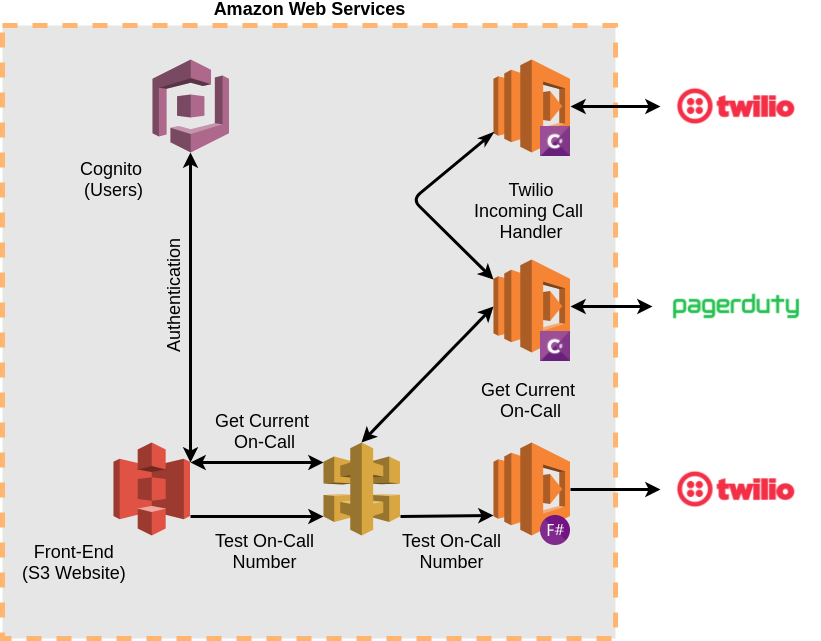 Amazon Web Services
Cognito
(Users)
Authentication
Front-End
(S3 Website)
Get Current
On-Call
Test On-Call
Number
Test On-Call
Number
Twilio
Incoming Call
Handler
C
Get Current
On-Call
C
F#
twilio
pagerduty
twilio